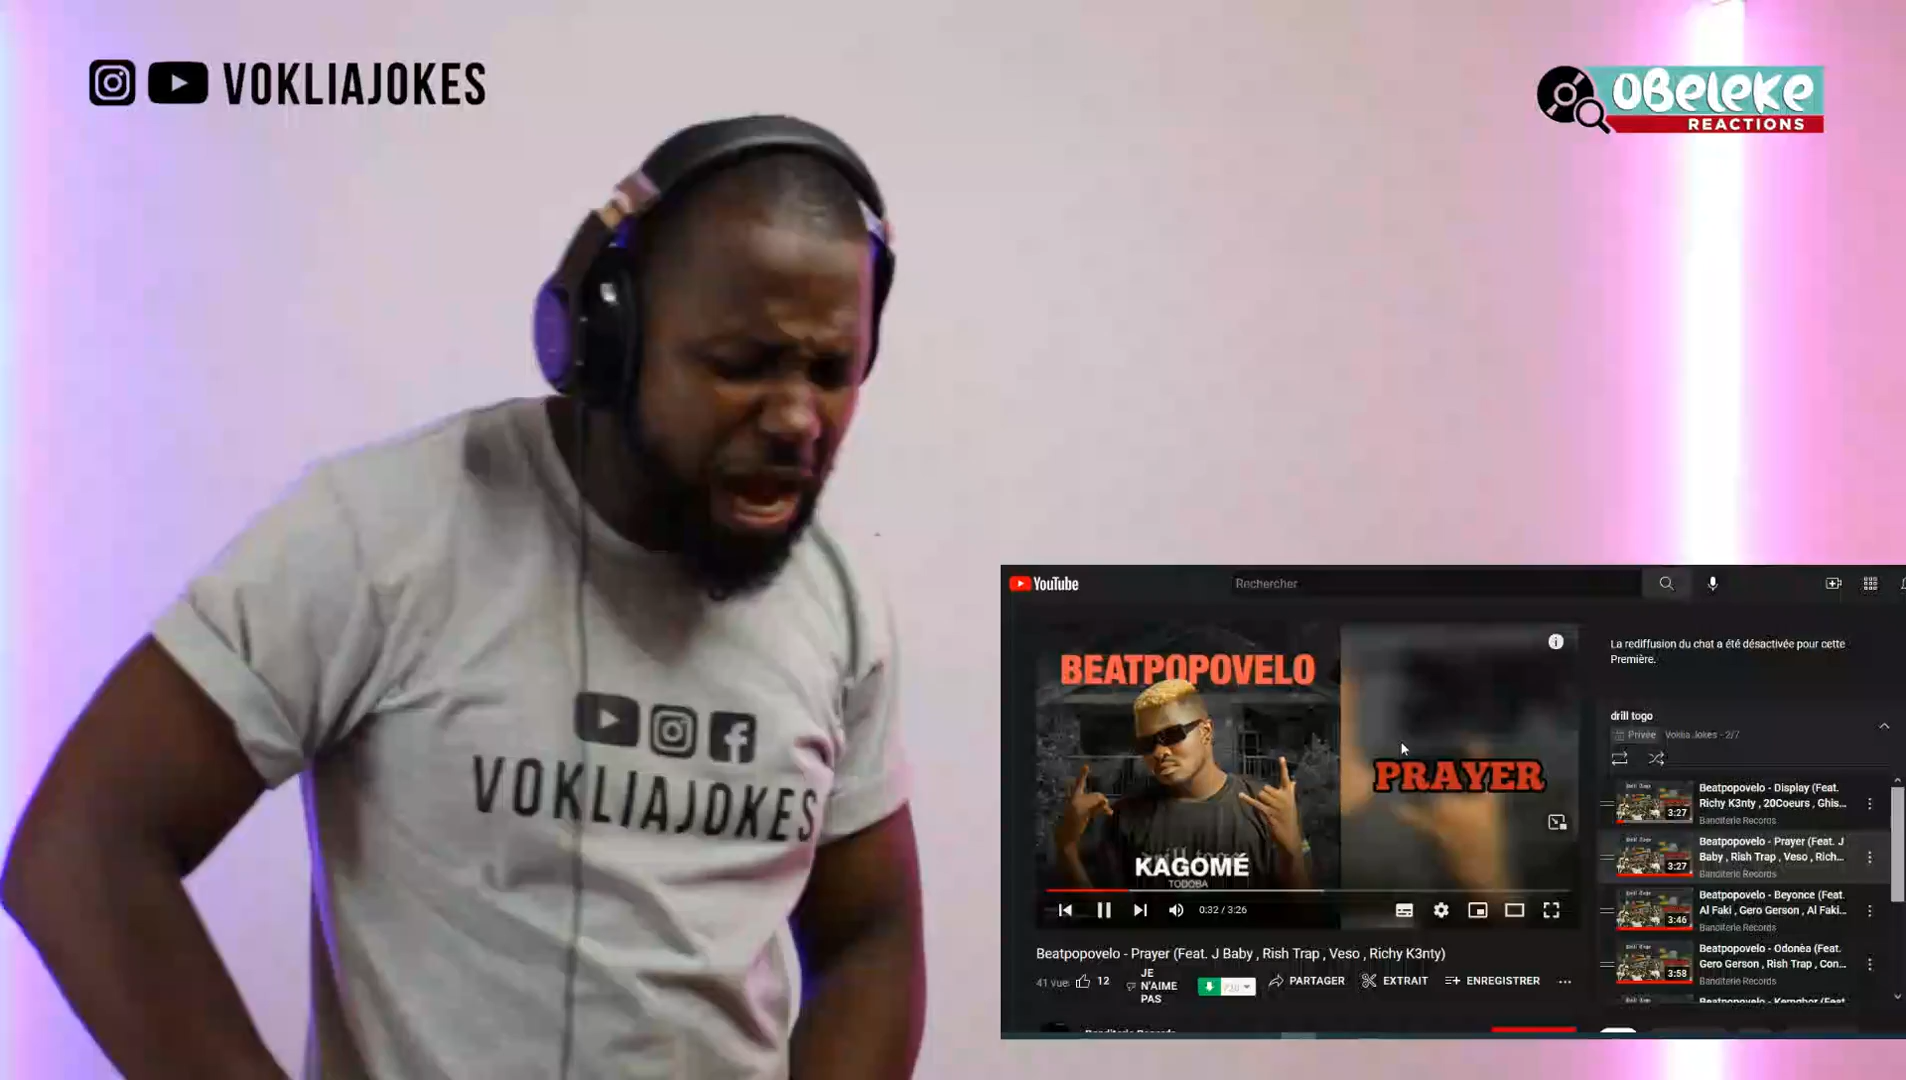 VOKLIAJOKES
OBELEKE
REACTIONS
VOKLIAJOKES
YouTube
Rechercher
BEATPOPOVELO
KAGOMÉ
TODOBA
drill togo
PRAYER
0:32 / 3:26
Beatpopovelo - Prayer (Feat. J Baby , Rish Trap , Veso , Richy K3nty)
41 vues
12
JE
N'AIME
PAS
PARTAGER
EXTRAIT
ENREGISTRER
Banditerie Records
La rediffusion du chat a été désactivée pour cette
Première.
drill togo
Privée Voklia Jokes - 2/7
Beatpopovelo - Display (Feat.
Richy K3nty , 20Coeurs , Ghis...
Banditerie Records
3:27
Beatpopovelo - Prayer (Feat. J
Baby , Rish Trap , Veso , Rich...
Banditerie Records
3:27
Beatpopovelo - Beyonce (Feat.
Al Faki , Gero Gerson , Al Faki...
Banditerie Records
3:46
Beatpopovelo - Odonèa (Feat.
Gero Gerson , Rish Trap , Con...
Banditerie Records
3:58